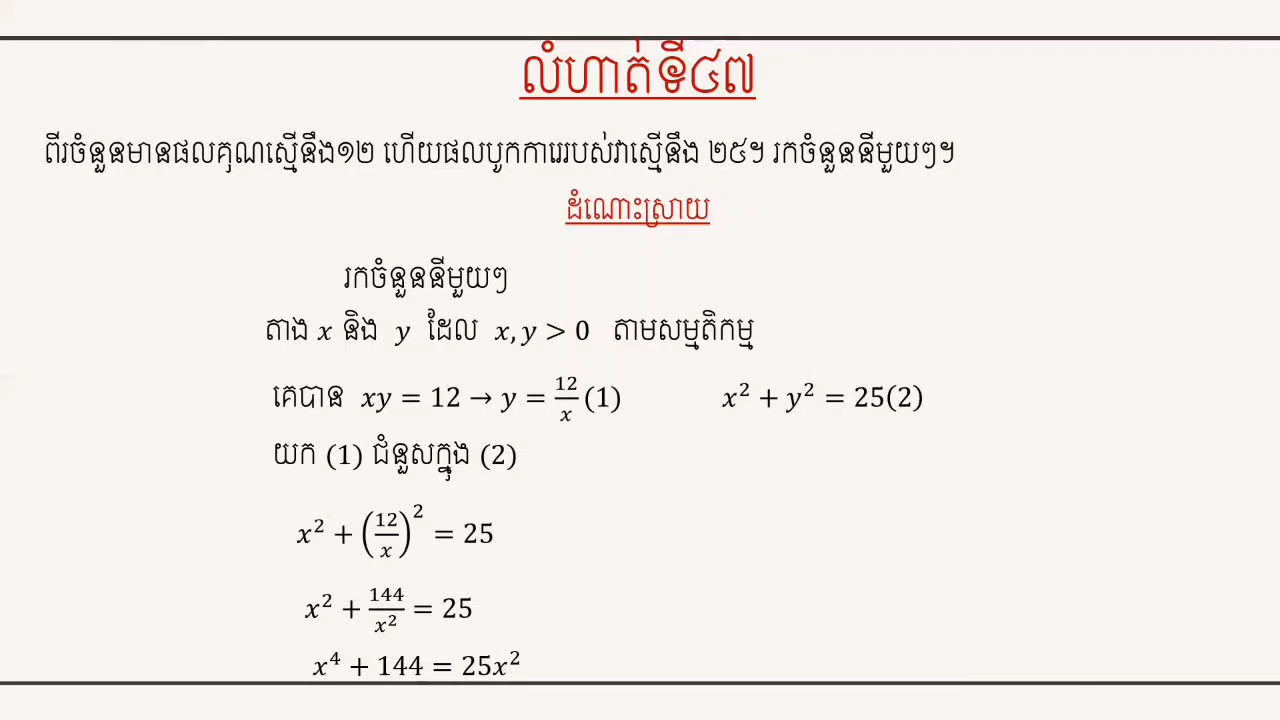 លំហាត់ទី៤៧
ពីរចំនួនមានផលគុណស្មើនឹង១២ ហើយផលបូកការេរបស់វាស្មើនឹង ២៥។ រកចំនួននីមួយៗ។
ដំណោះស្រាយ
រកចំនួននីមួយៗ
តាង x និង y ដែល x, y > 0 តាមសម្មតិកម្ម
គេបាន xy = 12 → y = 12/x (1) x² + y² = 25(2)
យក (1) ជំនួសក្នុង (2)
x² + (12/x)² = 25
x² + 144/x² = 25
x⁴ + 144 = 25x²